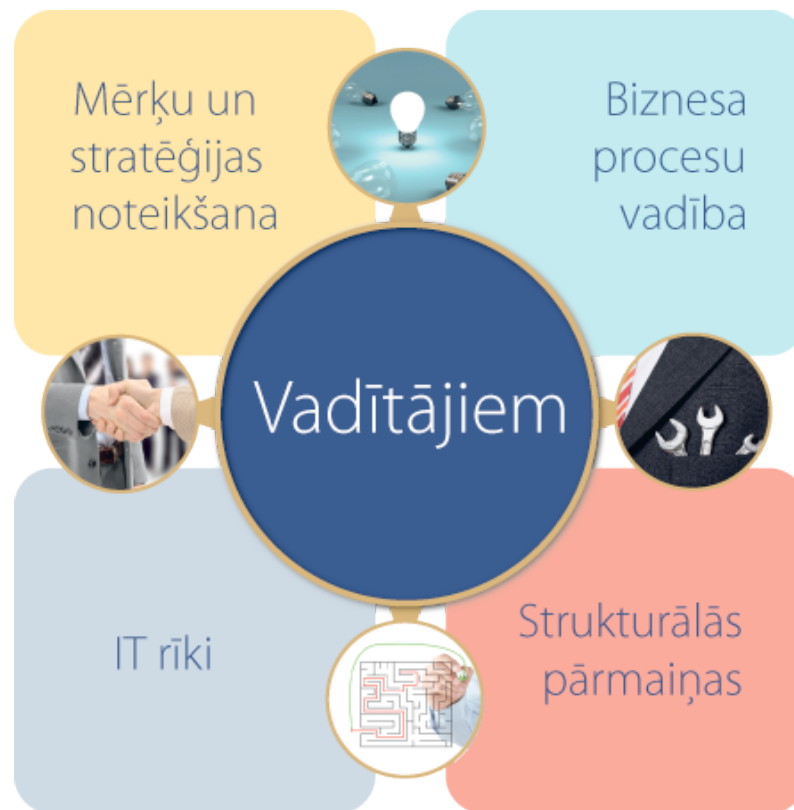 Mērķu un
stratēģijas
noteikšana
Biznesa
procesu
vadība
Vadītājiem
IT rīki
Strukturālās
pārmaiņas